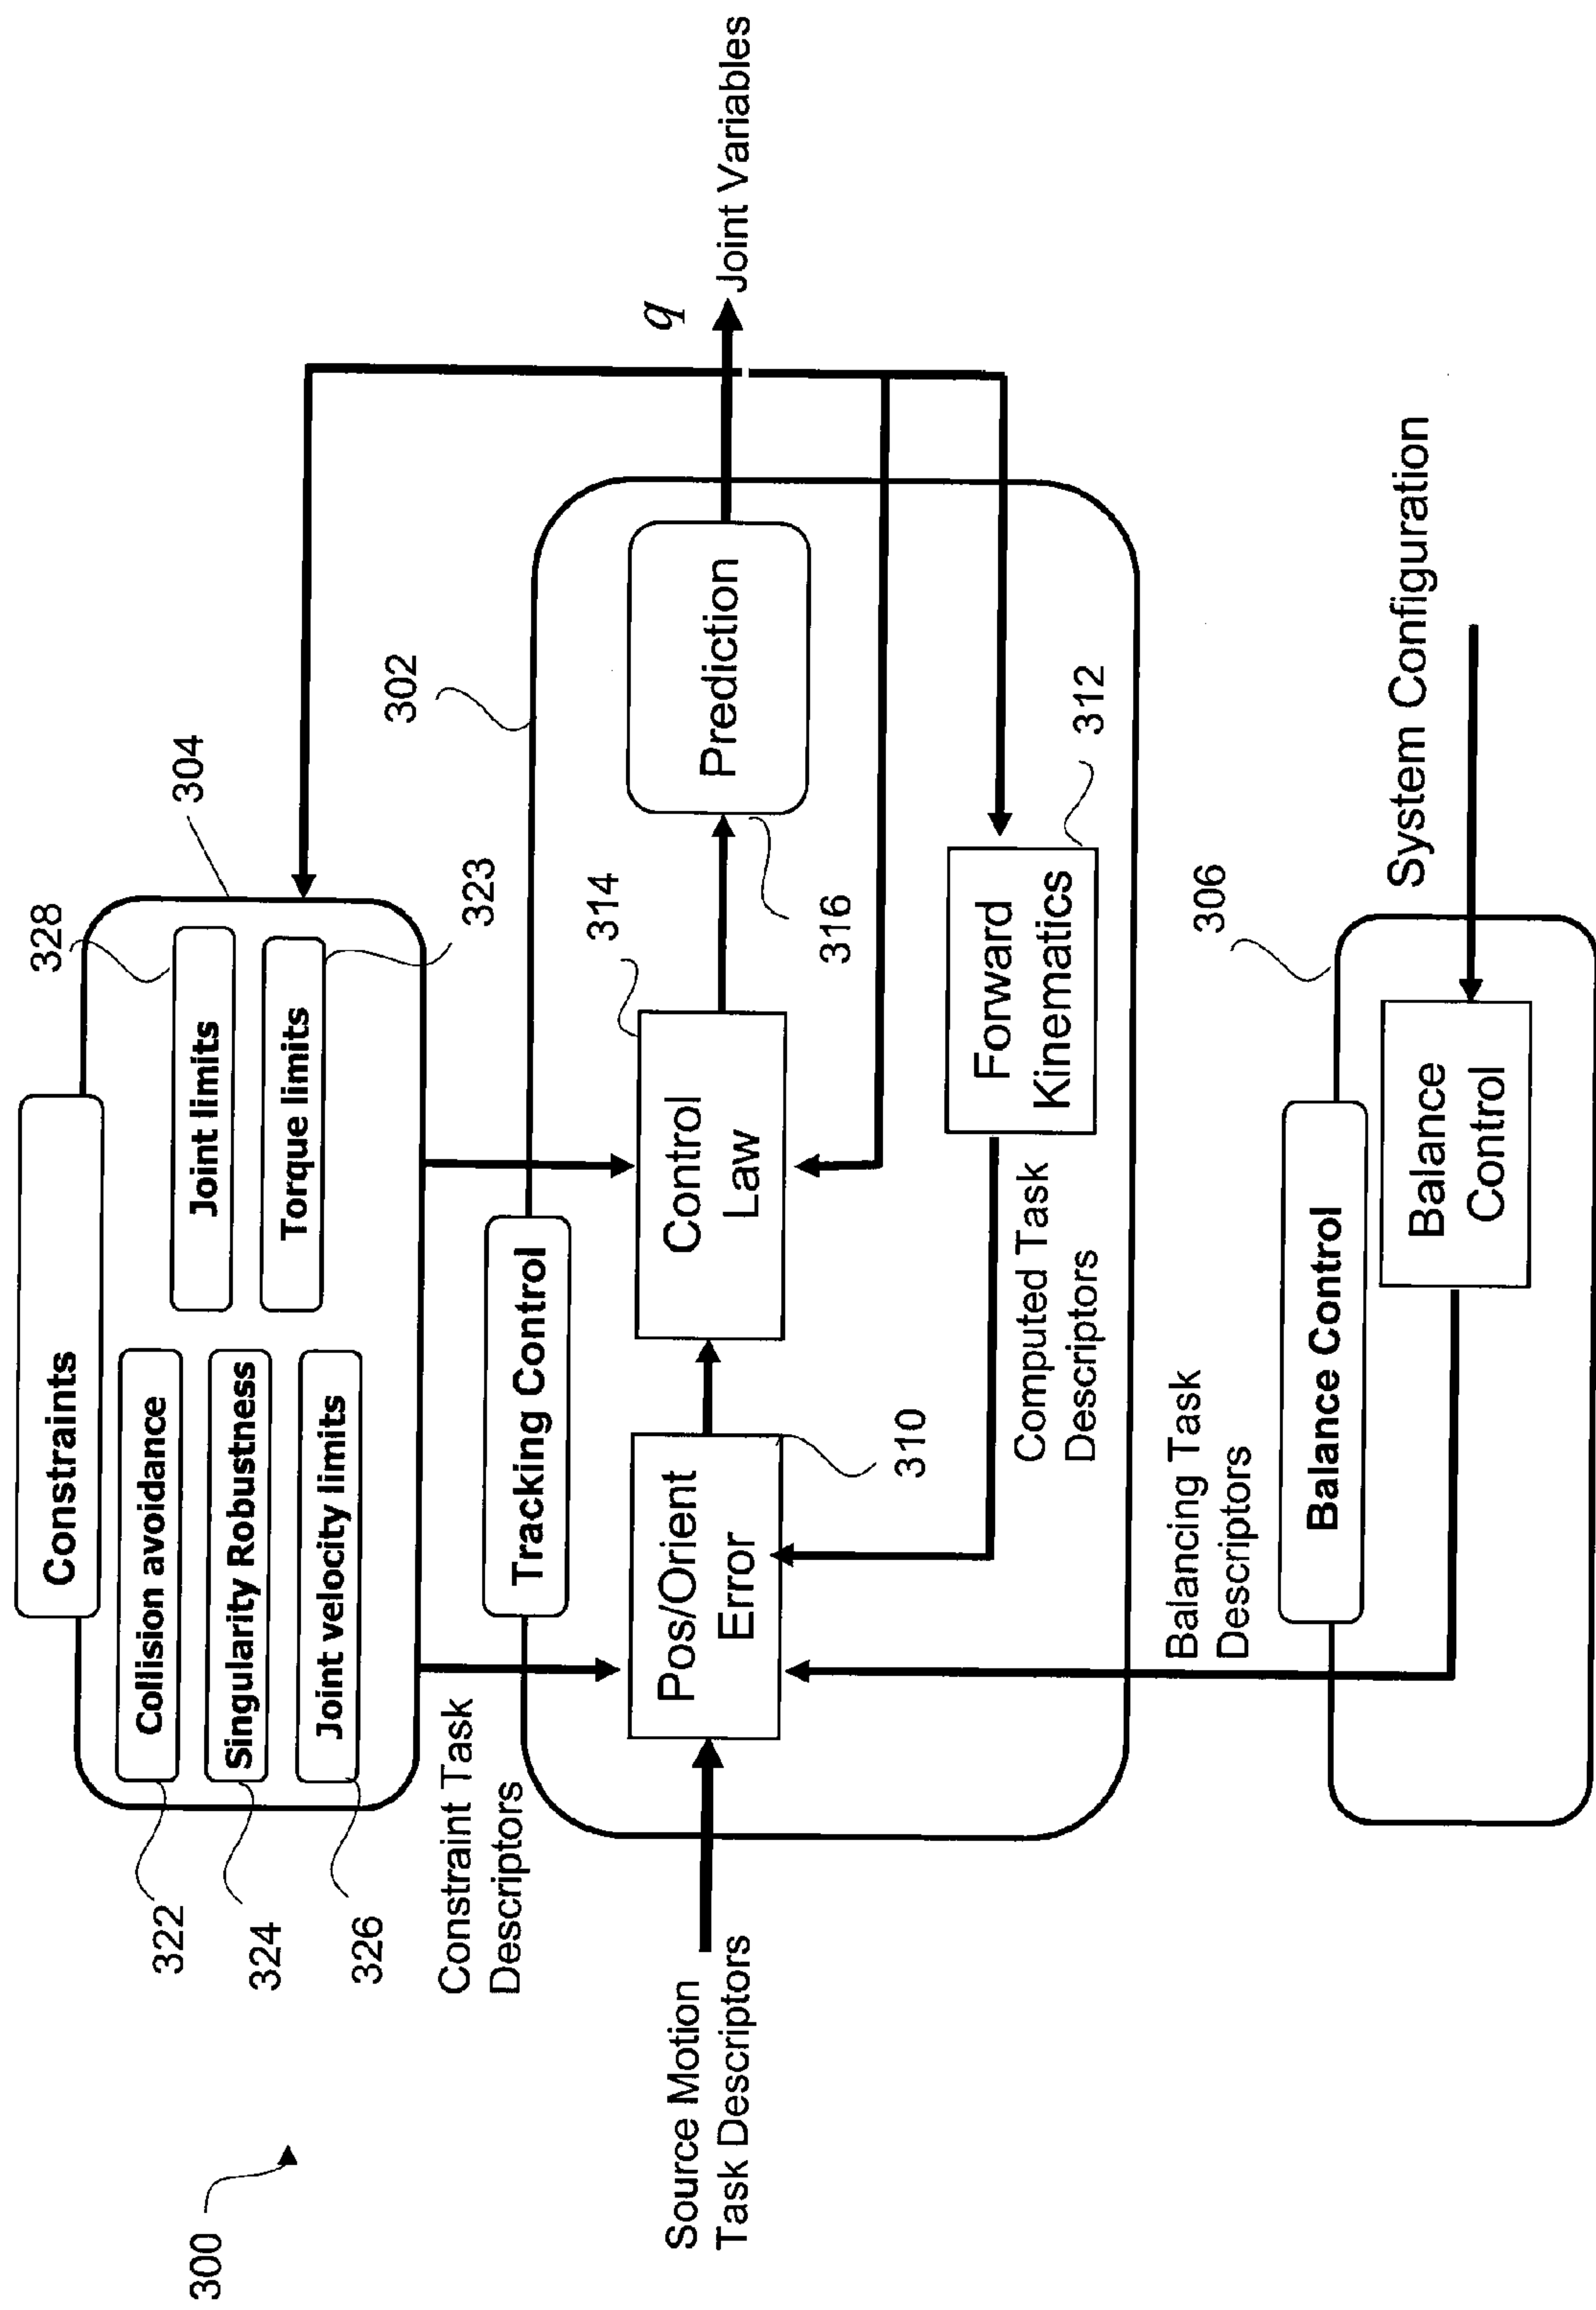 300
Constraints
328
304
322
Collision avoidance
Joint limits
324
Singularity Robustness
Torque limits
323
326
Joint velocity limits
Constraint Task
Descriptors
302
Tracking Control
314
Source Motion
Task Descriptors
Pos/Orient
Error
Control
Law
Prediction
q
Joint Variables
310
316
Forward
Kinematics
312
Computed Task
Descriptors
Balancing Task
Descriptors
306
Balance Control
Balance
Control
System Configuration